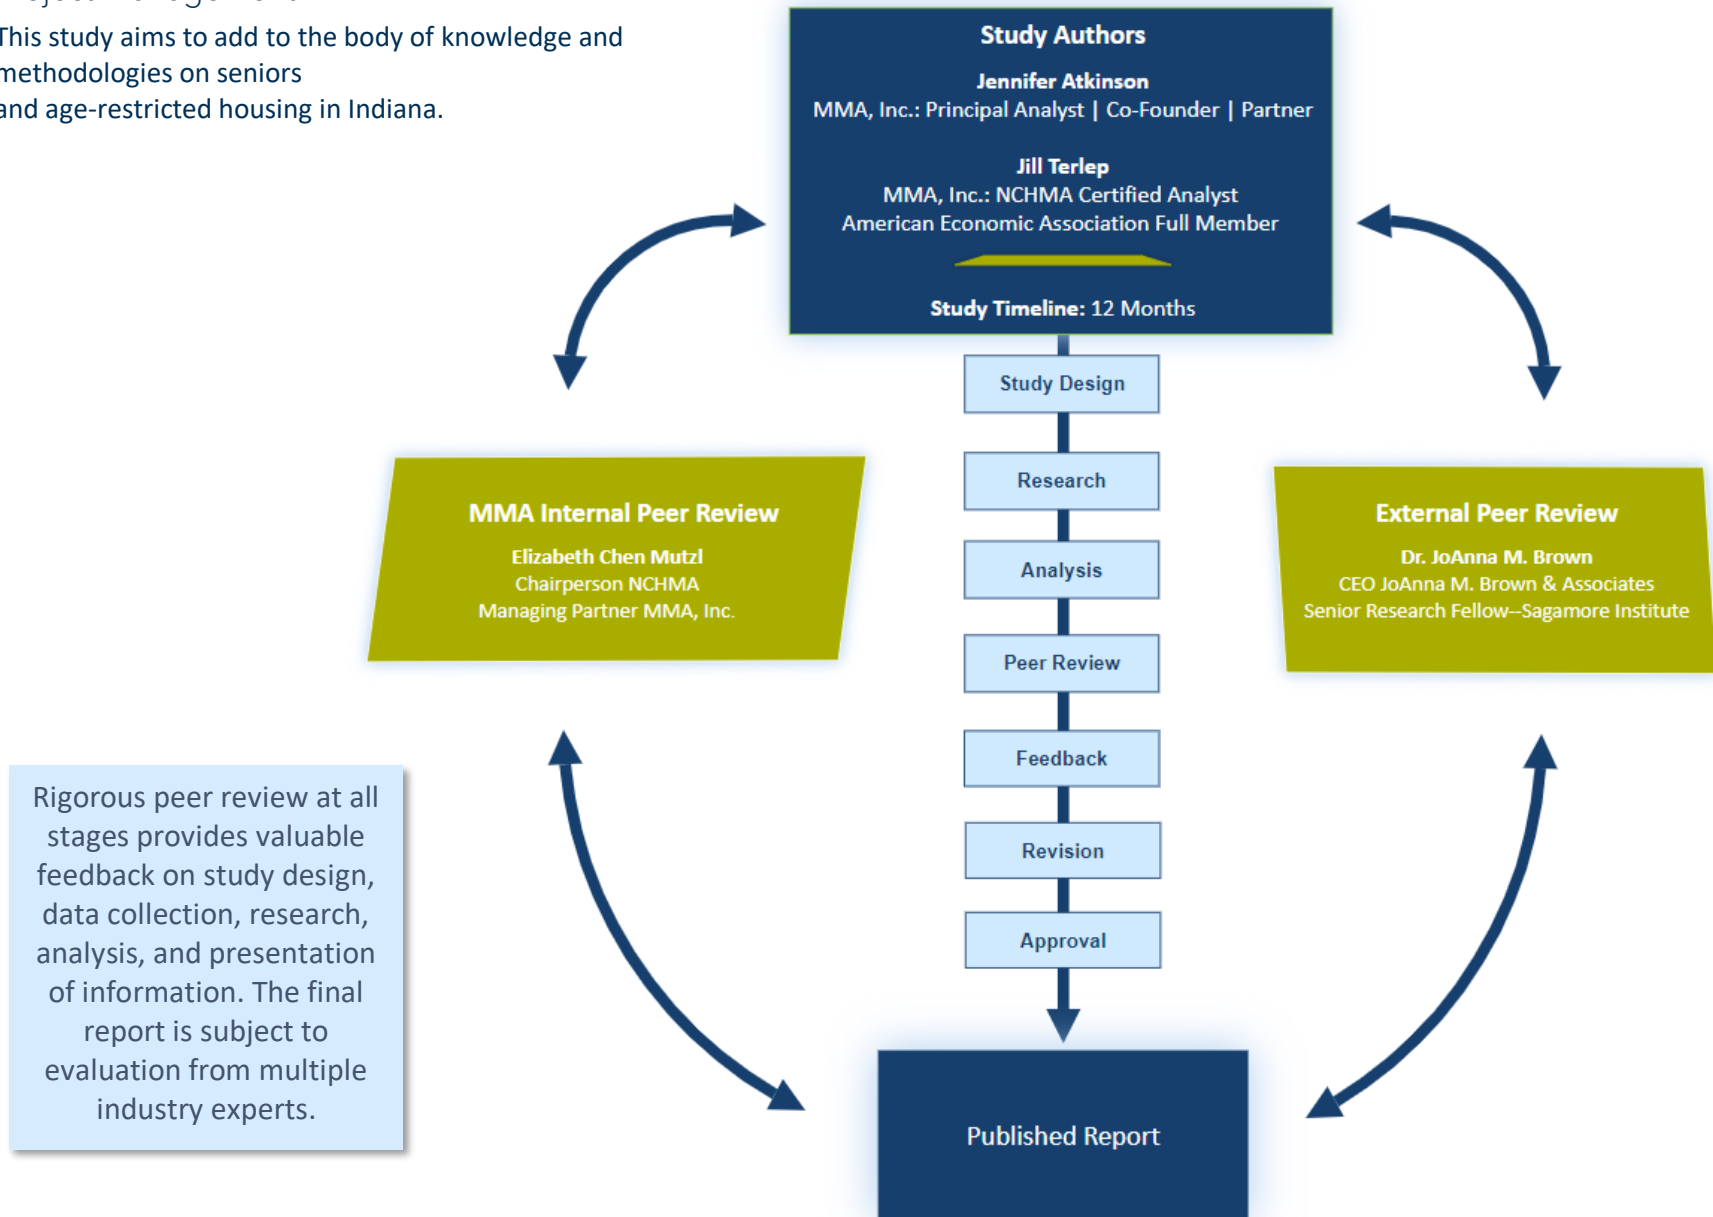 This study aims to add to the body of knowledge and
methodologies on seniors
and age-restricted housing in Indiana.
Study Authors
Jennifer Atkinson
MMA, Inc.: Principal Analyst | Co-Founder | Partner
Jill Terlep
MMA, Inc.: NCHMA Certified Analyst
American Economic Association Full Member
Study Timeline: 12 Months
Study Design
Research
Analysis
Peer Review
Feedback
Revision
Approval
Published Report
MMA Internal Peer Review
Elizabeth Chen Mutzl
Chairperson NCHMA
Managing Partner MMA, Inc.
External Peer Review
Dr. JoAnna M. Brown
CEO JoAnna M. Brown & Associates
Senior Research Fellow--Sagamore Institute
Rigorous peer review at all
stages provides valuable
feedback on study design,
data collection, research,
analysis, and presentation
of information. The final
report is subject to
evaluation from multiple
industry experts.